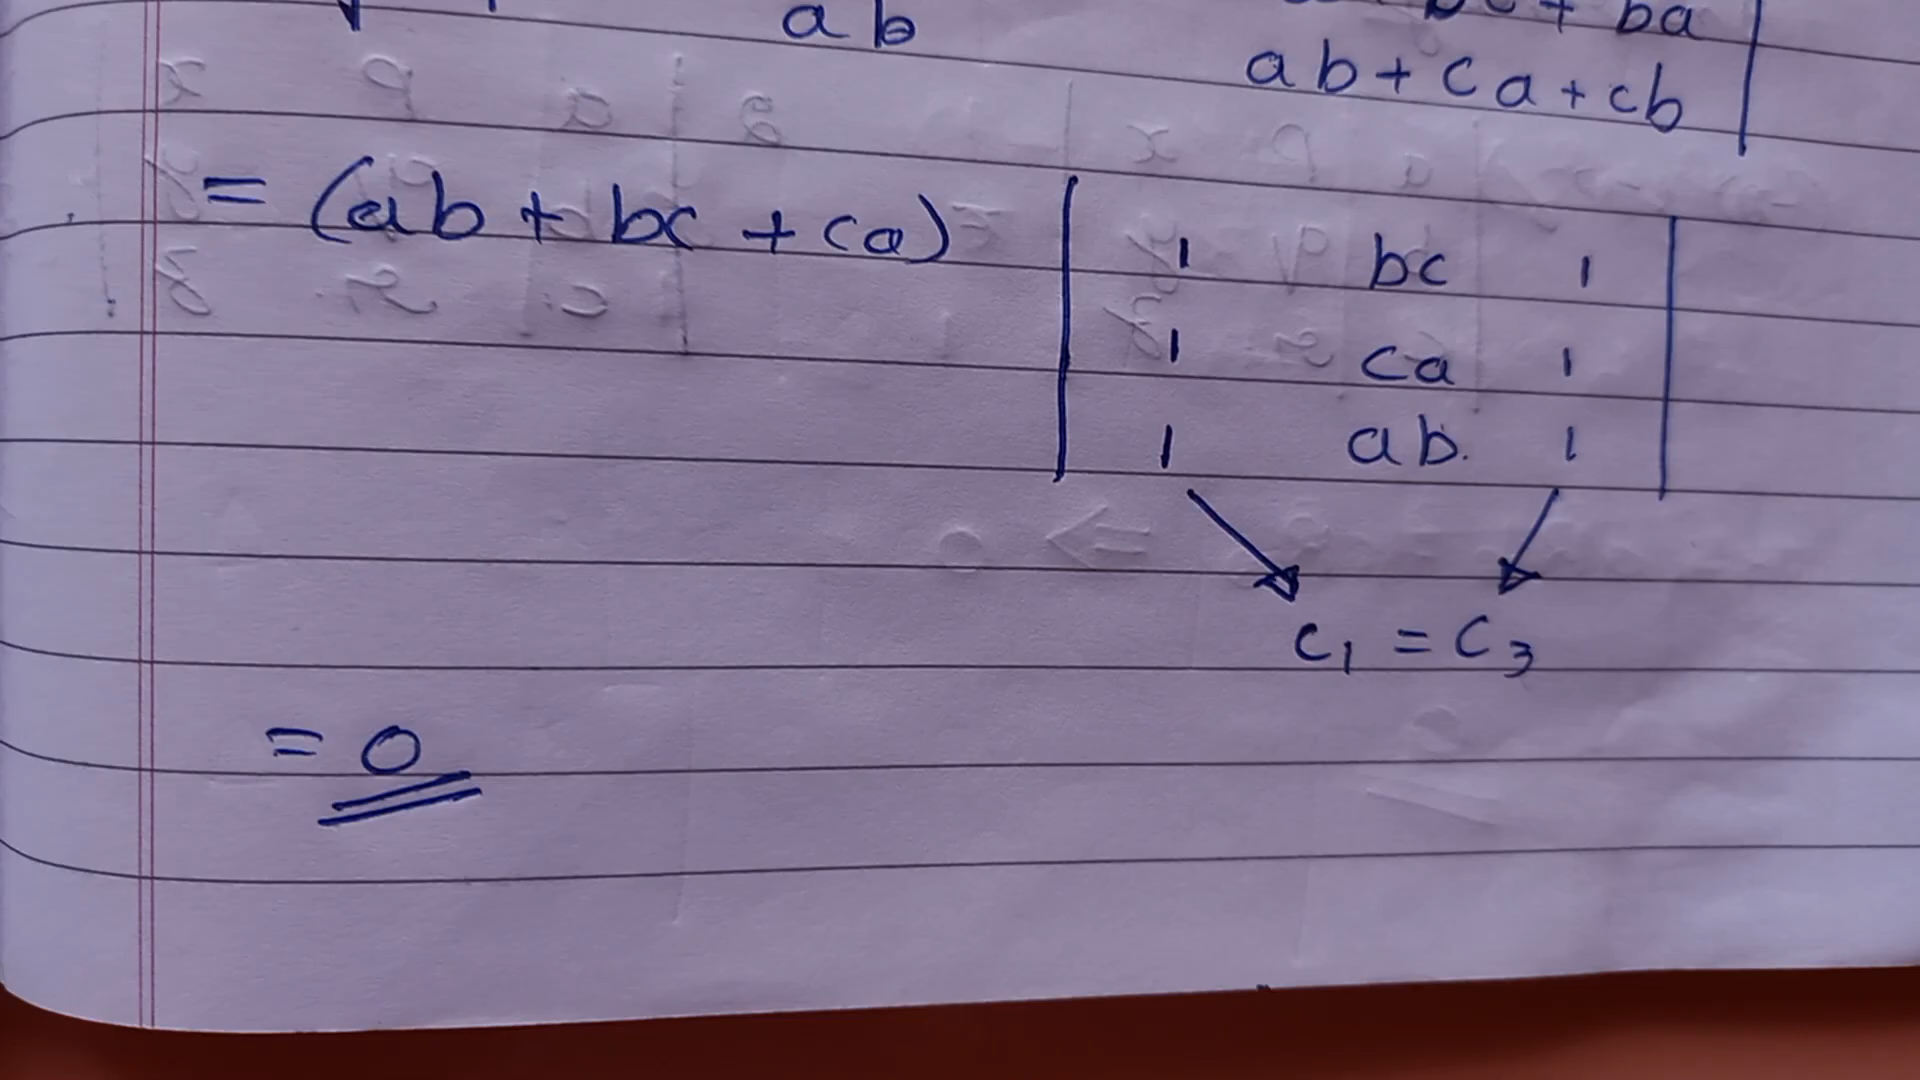 ab + ba
ab + ca + cb
= (ab + bc + ca) | 1 bc 1 |
1 ca 1
1 ab. 1
C₁ = C₃
= 0